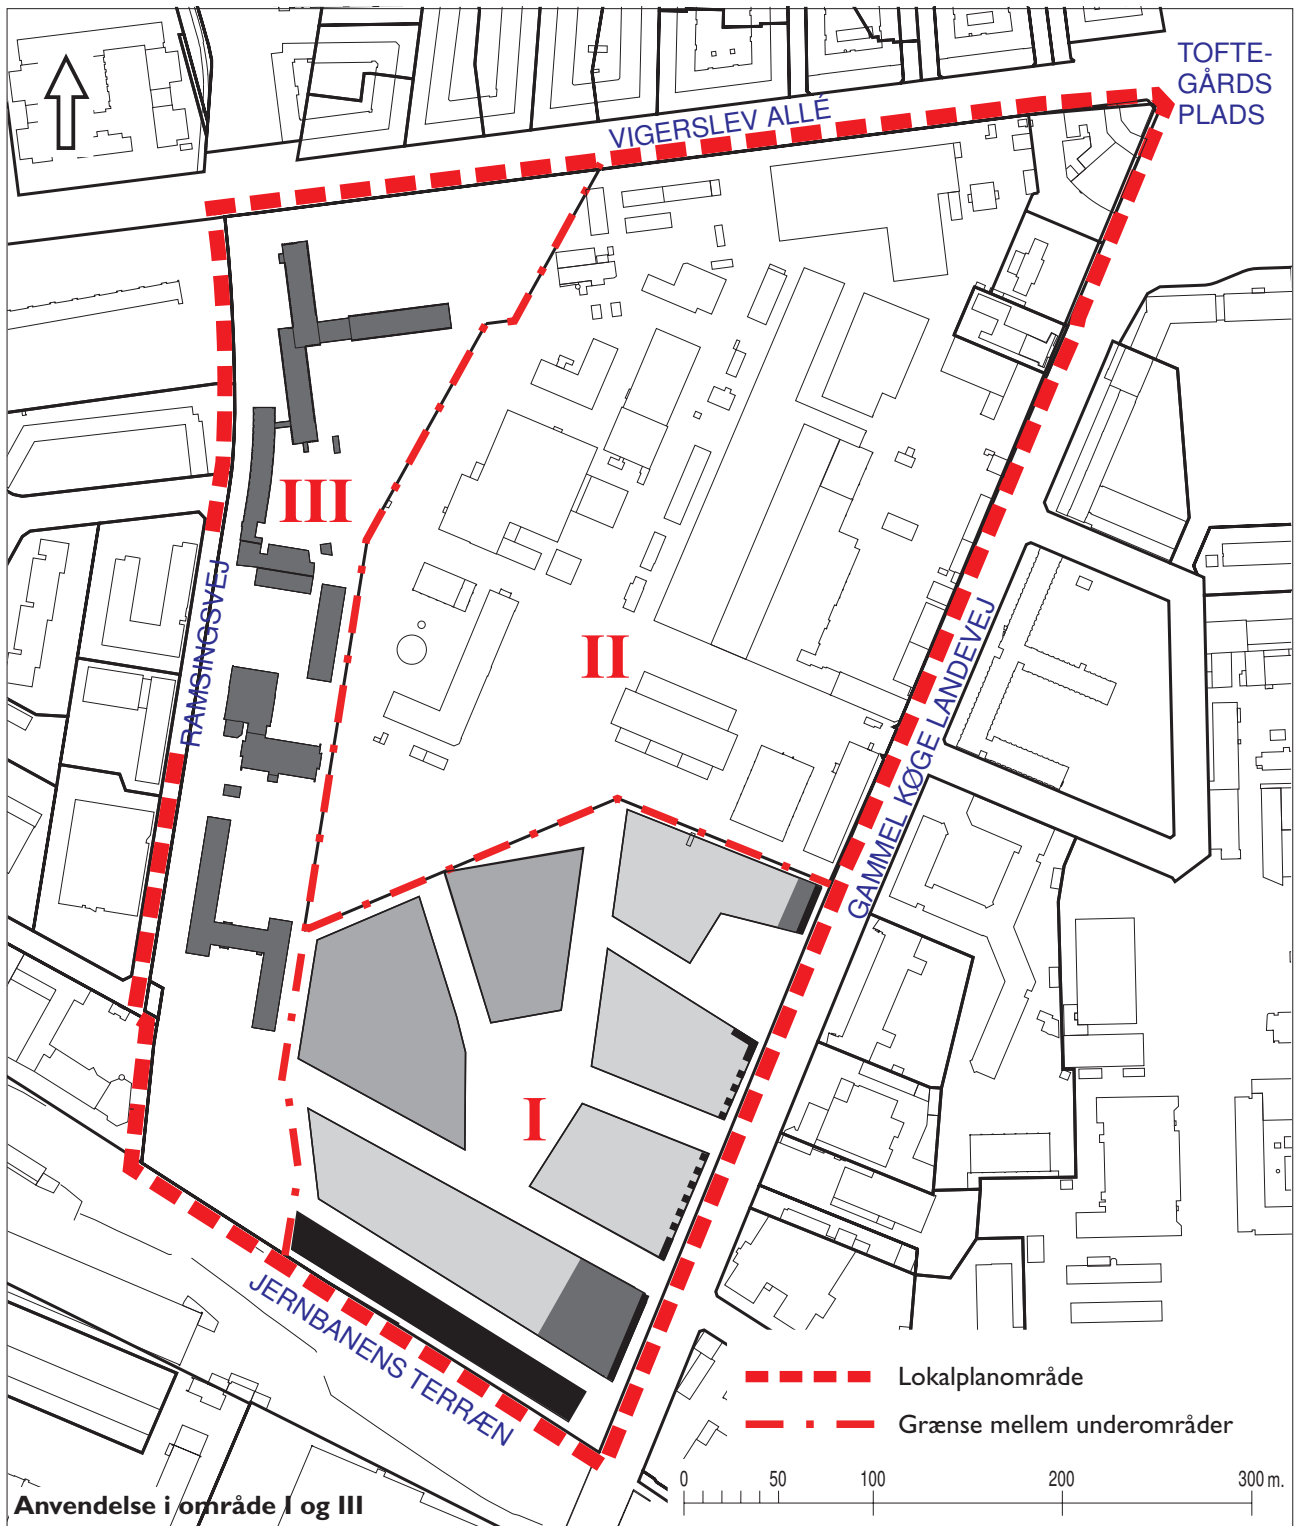 TOFTE-
GÅRDS
PLADS
VIGERSLEV ALLÉ
III
RAMSINGSVEJ
II
GAMMEL KØGE LANDEVEJ
I
JERNBANENS TERRÆN
Lokalplanområde
Grænse mellem underområder
0 50 100 200 300 m.
Anvendelse i område I og III